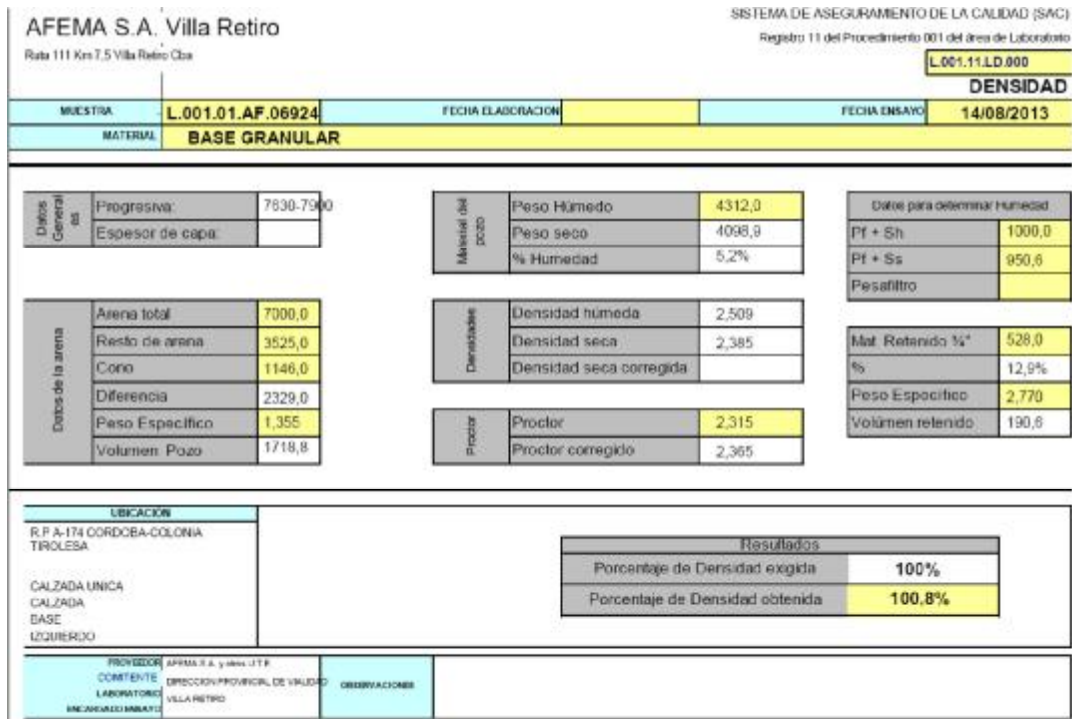 AFEMA S.A. Villa Retiro
Ruta 111 Km 7,5 Villa Retiro Cba
SISTEMA DE ASEGURAMIENTO DE LA CALIDAD (SAC)
Registro 11 del Procedimiento 001 del área de Laboratorio
L.001.11.LD.000
DENSIDAD
MUESTRA L.001.01.AF.06924 FECHA ELABORACION FECHA ENSAYO 14/08/2013
MATERIAL BASE GRANULAR
Datos Generales
Progresiva: 7630-7900
Espesor de capa:
Material del pozo
Peso Húmedo 4312,0
Peso seco 4098,9
% Humedad 5,2%
Datos para determinar Humedad
Pf + Sh 1000,0
Pf + Ss 950,6
Pesafiltro
Datos de la arena
Arena total 7000,0
Resto de arena 3525,0
Cono 1146,0
Diferencia 2329,0
Peso Específico 1,355
Volumen Pozo 1718,8
Densidades
Densidad húmeda 2,509
Densidad seca 2,385
Densidad seca corregida
Proctor
Proctor 2,315
Proctor corregido 2,365
Mat. Retenido ¾" 528,0
% 12,9%
Peso Específico 2,770
Volúmen retenido 190,6
UBICACIÓN
R.P A-174 CORDOBA-COLONIA
TIROLESA
CALZADA UNICA
CALZADA
BASE
IZQUIERDO
Resultados
Porcentaje de Densidad exigida 100%
Porcentaje de Densidad obtenida 100,8%
PROVEEDOR AFEMA S.A. y otros U.T.E
COMITENTE DIRECCION PROVINCIAL DE VIALIDAD
LABORATORIO VILLA RETIRO
ENCARGADO ENSAYO
OBSERVACIONES